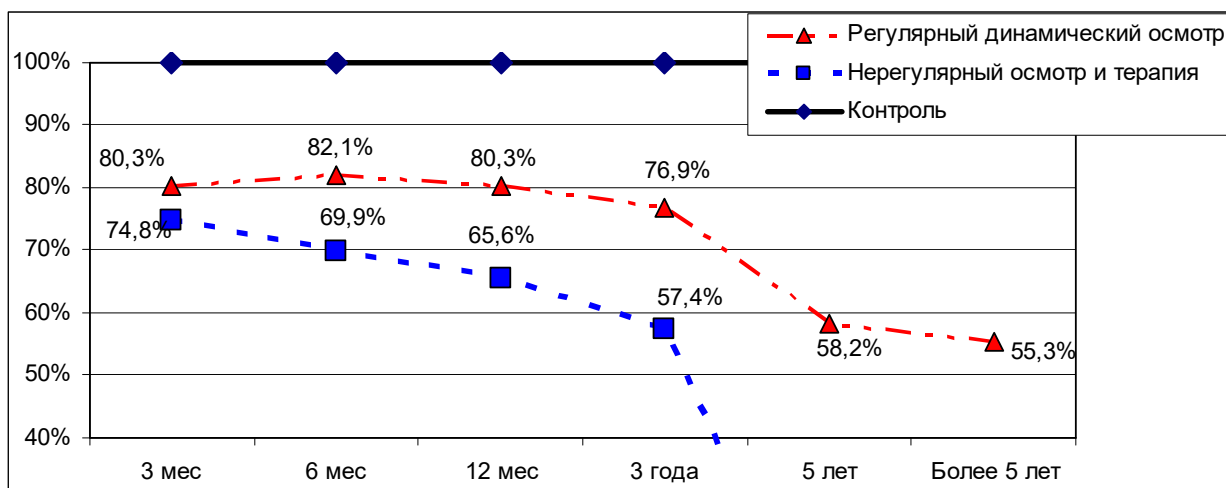 Регулярный динамический осмотр
Нерегулярный осмотр и терапия
Контроль
100%
90%
80%
70%
60%
50%
40%
80,3%
82,1%
80,3%
76,9%
58,2%
55,3%
74,8%
69,9%
65,6%
57,4%
3 мес
6 мес
12 мес
3 года
5 лет
Более 5 лет